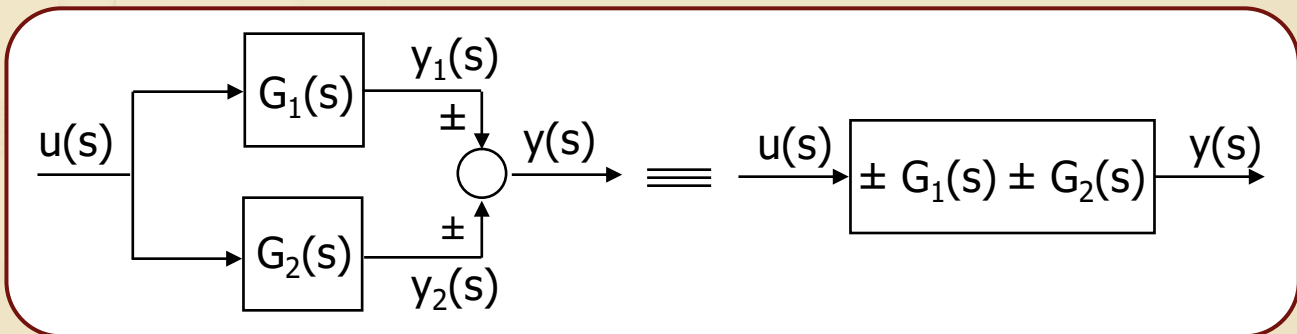 u(s)
G₁(s)
y₁(s)
±
G₂(s)
y₂(s)
±
y(s)
u(s)
± G₁(s) ± G₂(s)
y(s)